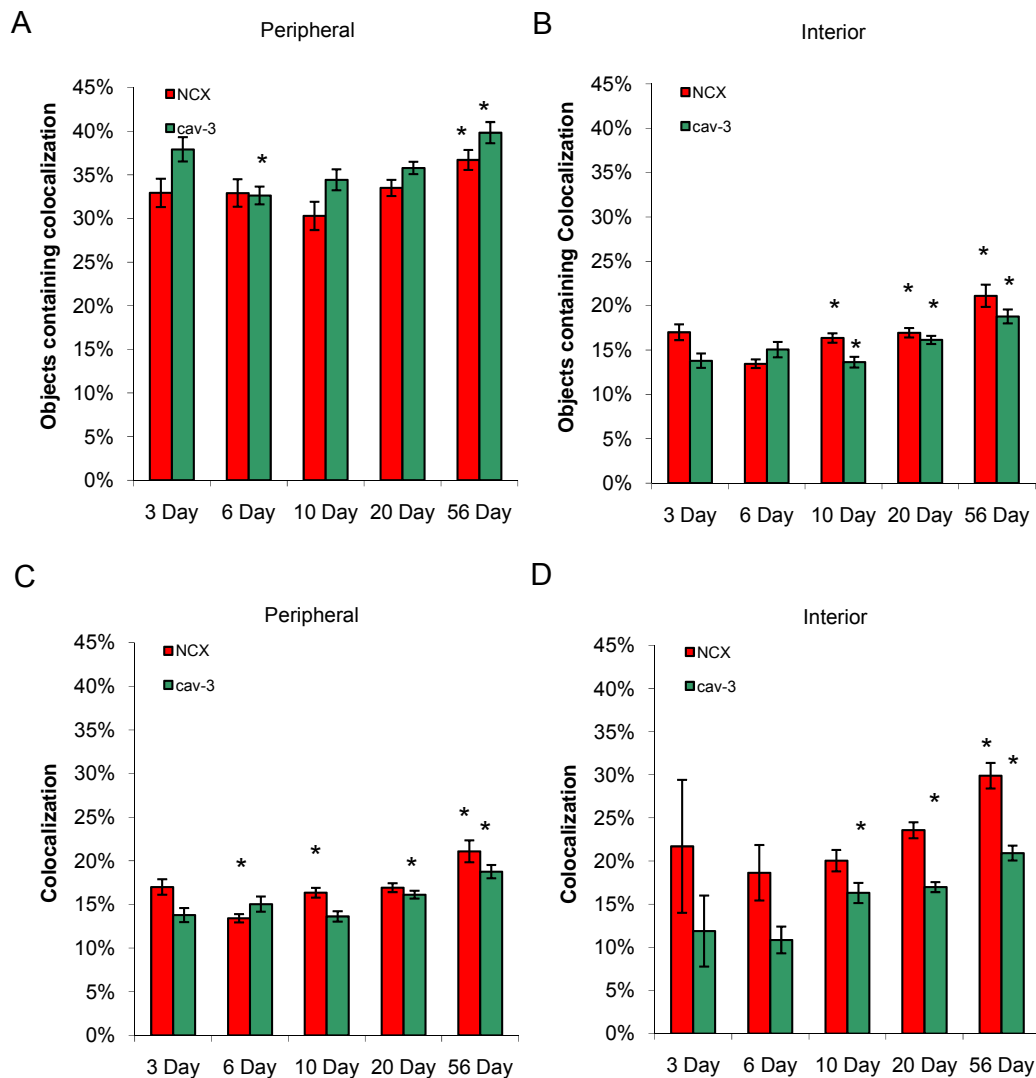 A
Peripheral
Objects containing colocalization
45%
40%
35%
30%
25%
20%
15%
10%
5%
0%
NCX
cav-3
*
*
*
3 Day 6 Day 10 Day 20 Day 56 Day
B
Interior
Objects containing Colocalization
45%
40%
35%
30%
25%
20%
15%
10%
5%
0%
NCX
cav-3
*
*
*
*
*
*
3 Day 6 Day 10 Day 20 Day 56 Day
C
Peripheral
Colocalization
45%
40%
35%
30%
25%
20%
15%
10%
5%
0%
NCX
cav-3
*
*
*
*
*
3 Day 6 Day 10 Day 20 Day 56 Day
D
Interior
Colocalization
45%
40%
35%
30%
25%
20%
15%
10%
5%
0%
NCX
cav-3
*
*
*
*
3 Day 6 Day 10 Day 20 Day 56 Day